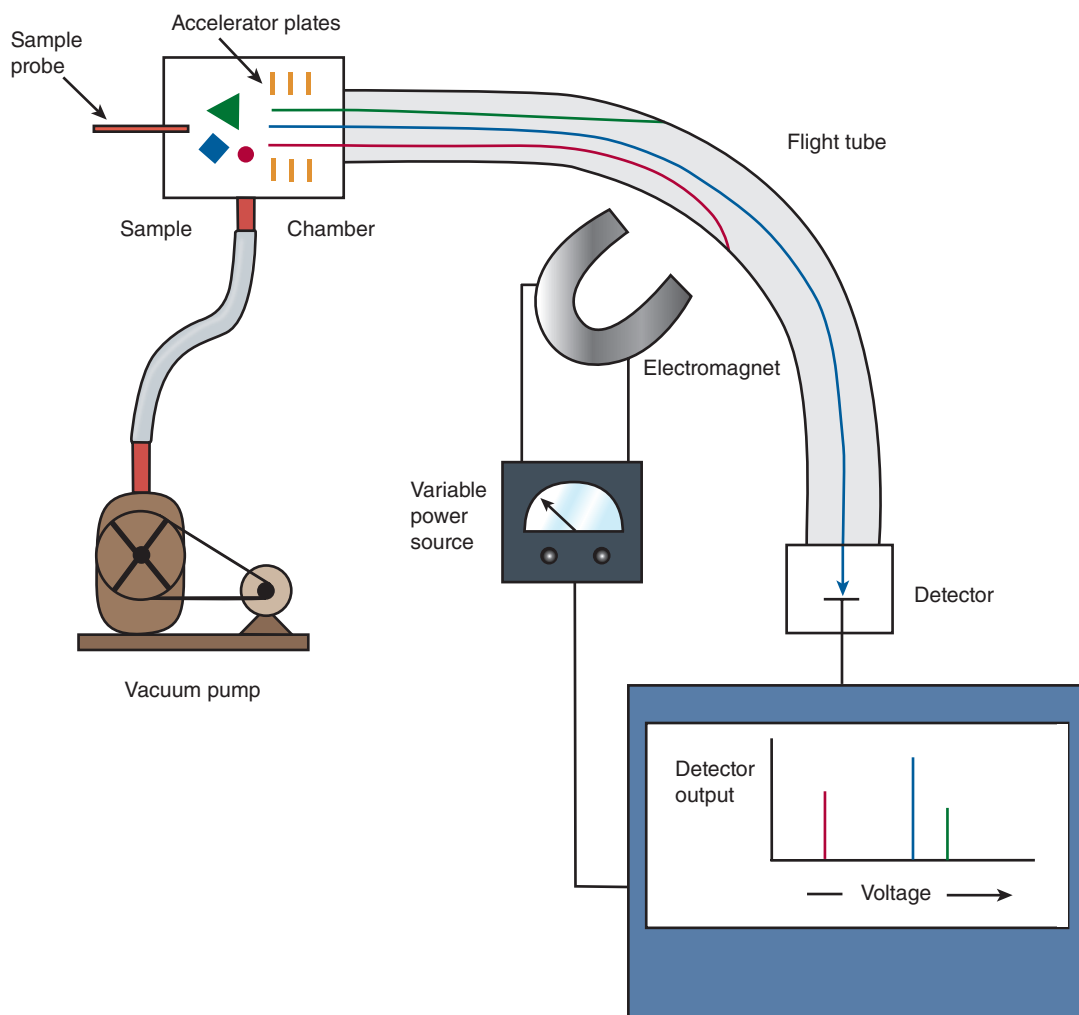 Accelerator plates
Sample
probe
Flight tube
Sample
Chamber
Electromagnet
Variable
power
source
Detector
Vacuum pump
Detector
output
Voltage